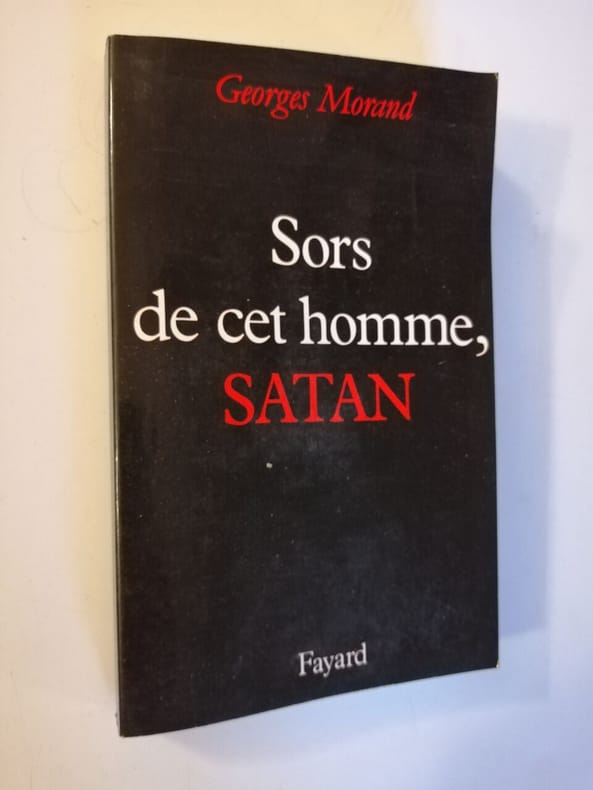 Georges Morand
Sors
de cet homme,
SATAN
Fayard